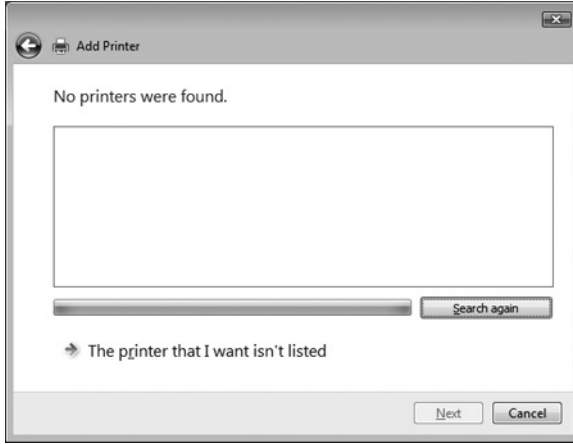 Add Printer
No printers were found.
Search again
The printer that I want isn't listed
Next Cancel